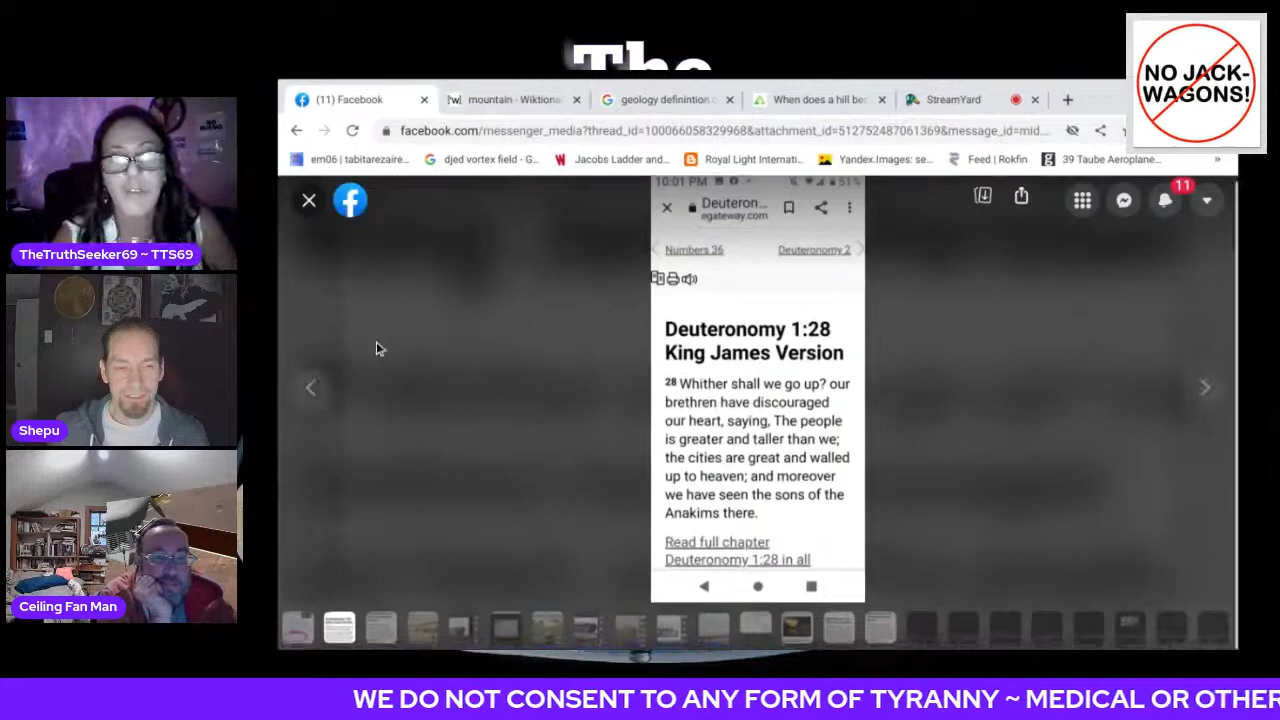 The
NO JACK-
WAGONS!
(11) Facebook
mountain - Wiktiona
geology definintion
When does a hill be
StreamYard
facebook.com/messenger_media?thread_id=100066058329968&attachment_id=512752487061369&message_id=mid....
em06 | tabitarezaire...
djed vortex field - G...
Jacobs Ladder and...
Royal Light Internati...
Yandex.Images: se...
Feed | Rokfin
39 Taube Aeroplane...
»
11
10:01 PM
51%
Deuteron...
egateway.com
Numbers 36
Deuteronomy 2
Deuteronomy 1:28
King James Version
28 Whither shall we go up? our
brethren have discouraged
our heart, saying, The people
is greater and taller than we;
the cities are great and walled
up to heaven; and moreover
we have seen the sons of the
Anakims there.
Read full chapter
Deuteronomy 1:28 in all
TheTruthSeeker69 ~ TTS69
Shepu
Ceiling Fan Man
WE DO NOT CONSENT TO ANY FORM OF TYRANNY ~ MEDICAL OR OTHER